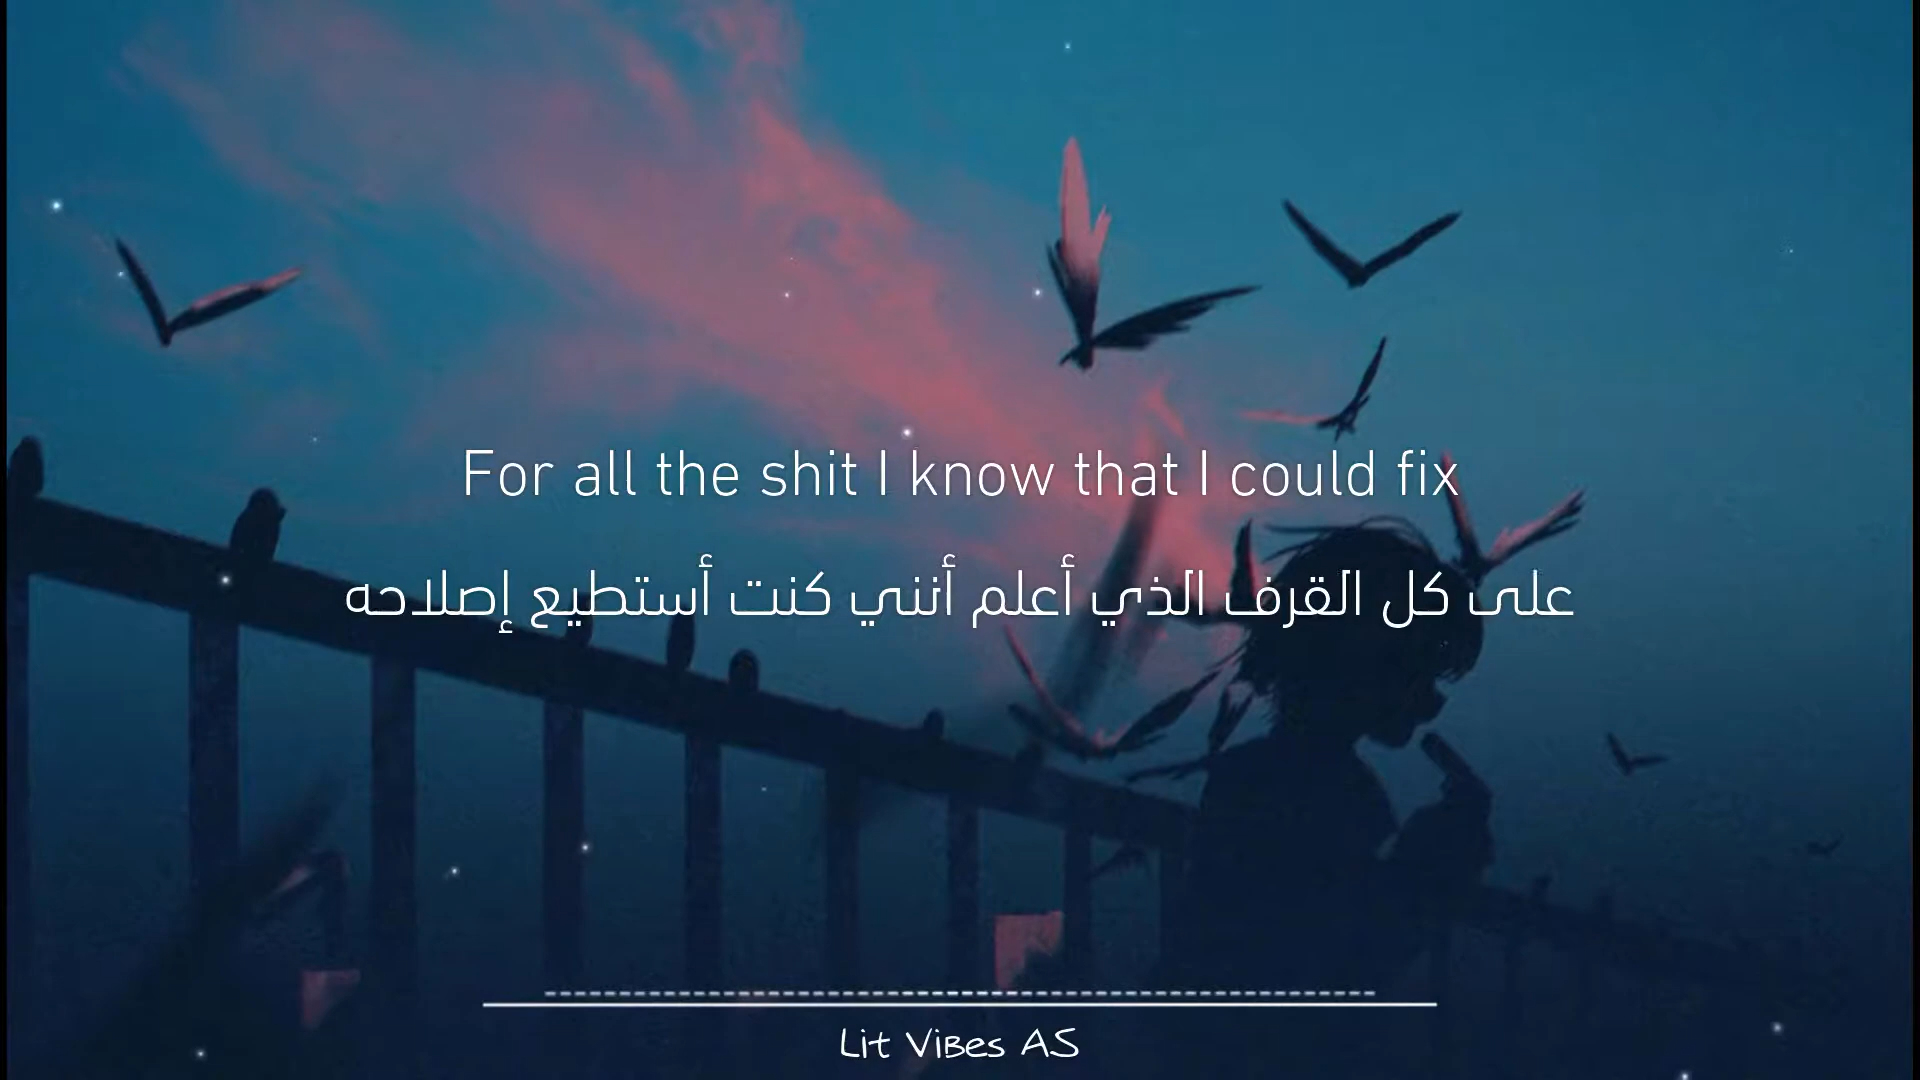 For all the shit I know that I could fix
على كل القرف الذي أعلم أنني كنت أستطيع إصلاحه
Lit Vibes AS